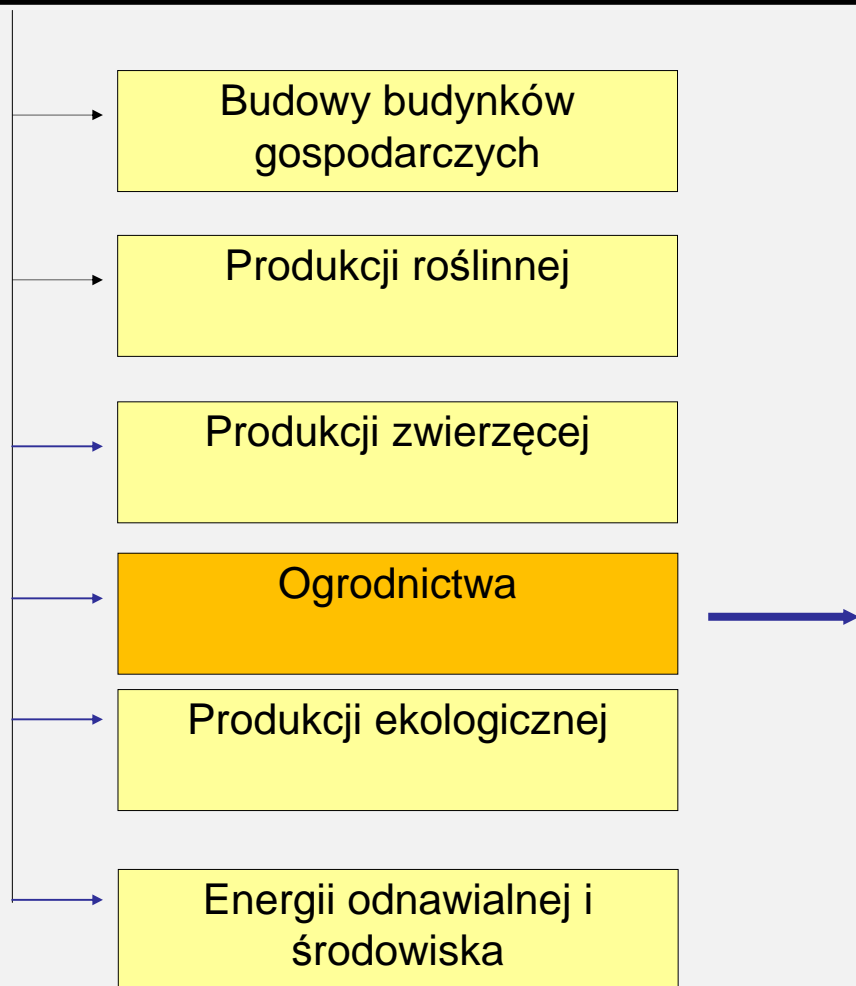 Budowy budynków
gospodarczych
Produkcji roślinnej
Produkcji zwierzęcej
Ogrodnictwa
Produkcji ekologicznej
Energii odnawialnej i
środowiska